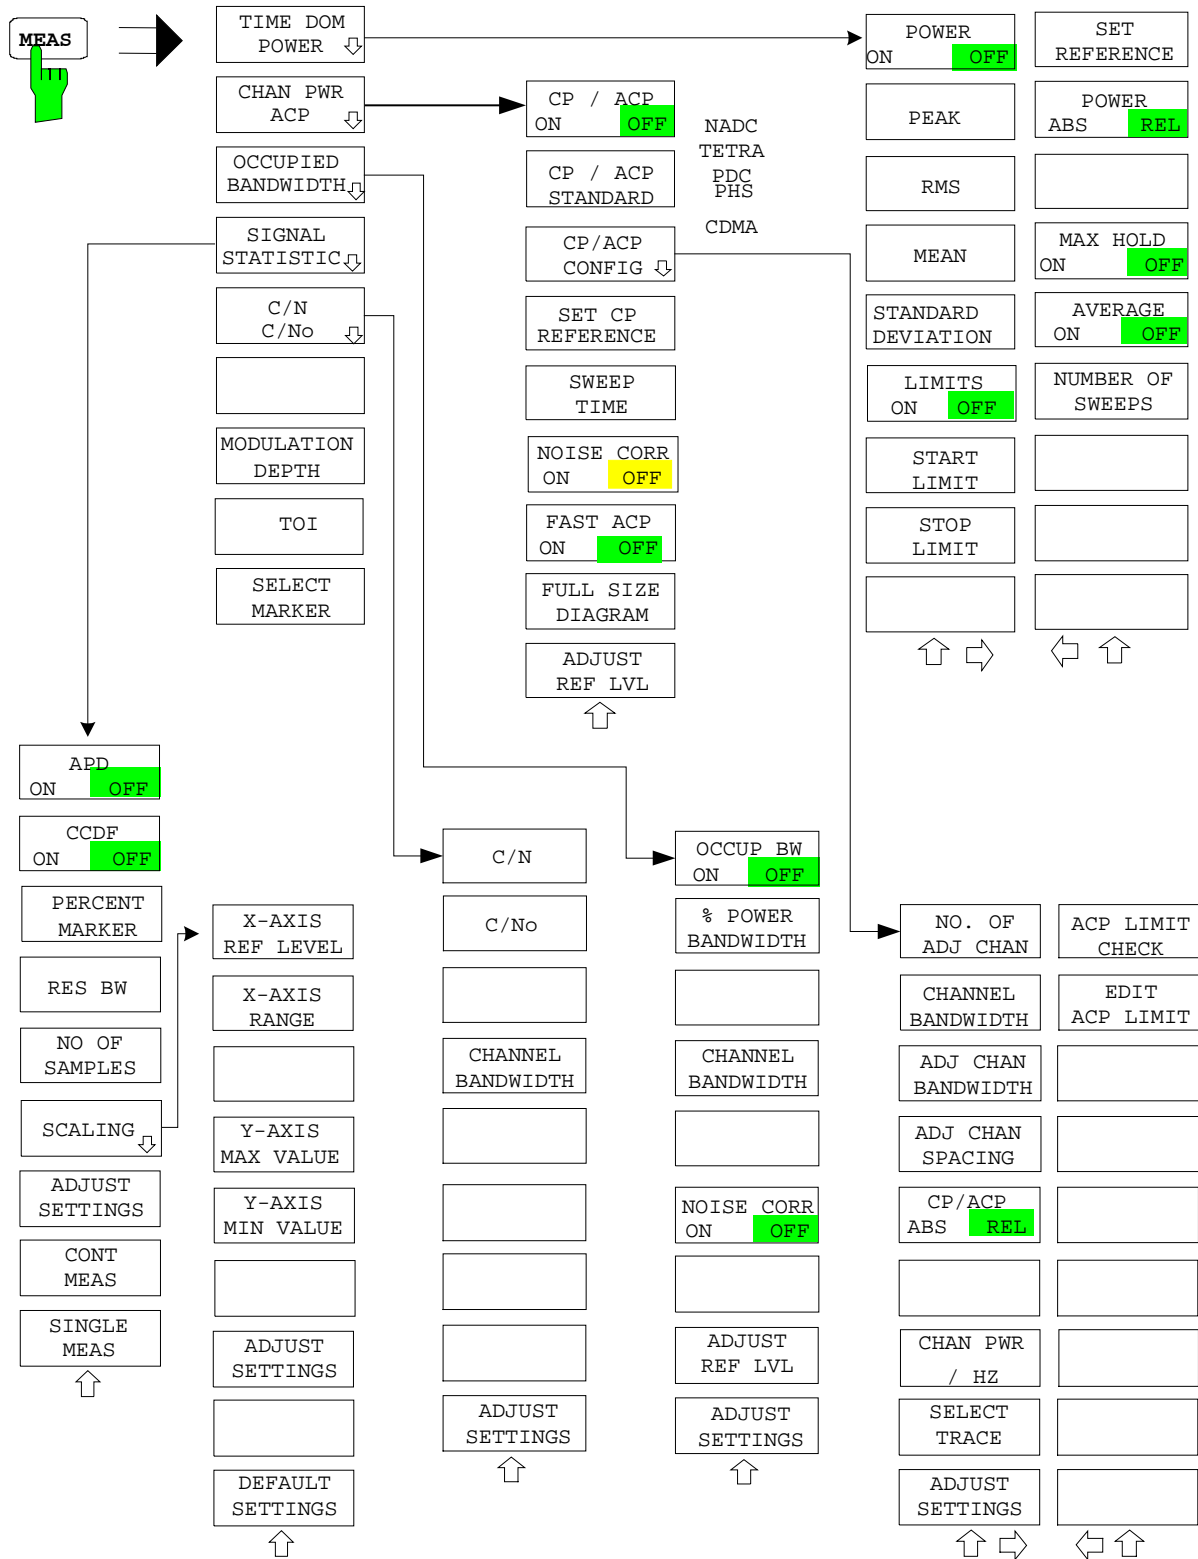 MEAS
TIME DOM
POWER
CHAN PWR
ACP
OCCUPIED
BANDWIDTH
SIGNAL
STATISTIC
C/N
C/No
MODULATION
DEPTH
TOI
SELECT
MARKER
CP / ACP
ON OFF
CP / ACP
STANDARD
CP/ACP
CONFIG
SET CP
REFERENCE
SWEEP
TIME
NOISE CORR
ON OFF
FAST ACP
ON OFF
FULL SIZE
DIAGRAM
ADJUST
REF LVL
NADC
TETRA
PDC
PHS
CDMA
POWER
ON OFF
PEAK
RMS
MEAN
STANDARD
DEVIATION
LIMITS
ON OFF
START
LIMIT
STOP
LIMIT
SET
REFERENCE
POWER
ABS REL
MAX HOLD
ON OFF
AVERAGE
ON OFF
NUMBER OF
SWEEPS
APD
ON OFF
CCDF
ON OFF
PERCENT
MARKER
RES BW
NO OF
SAMPLES
SCALING
ADJUST
SETTINGS
CONT
MEAS
SINGLE
MEAS
X-AXIS
REF LEVEL
X-AXIS
RANGE
Y-AXIS
MAX VALUE
Y-AXIS
MIN VALUE
ADJUST
SETTINGS
DEFAULT
SETTINGS
C/N
C/No
CHANNEL
BANDWIDTH
ADJUST
SETTINGS
OCCUP BW
ON OFF
% POWER
BANDWIDTH
CHANNEL
BANDWIDTH
NOISE CORR
ON OFF
ADJUST
REF LVL
ADJUST
SETTINGS
NO. OF
ADJ CHAN
CHANNEL
BANDWIDTH
ADJ CHAN
BANDWIDTH
ADJ CHAN
SPACING
CP/ACP
ABS REL
CHAN PWR
/ HZ
SELECT
TRACE
ADJUST
SETTINGS
ACP LIMIT
CHECK
EDIT
ACP LIMIT